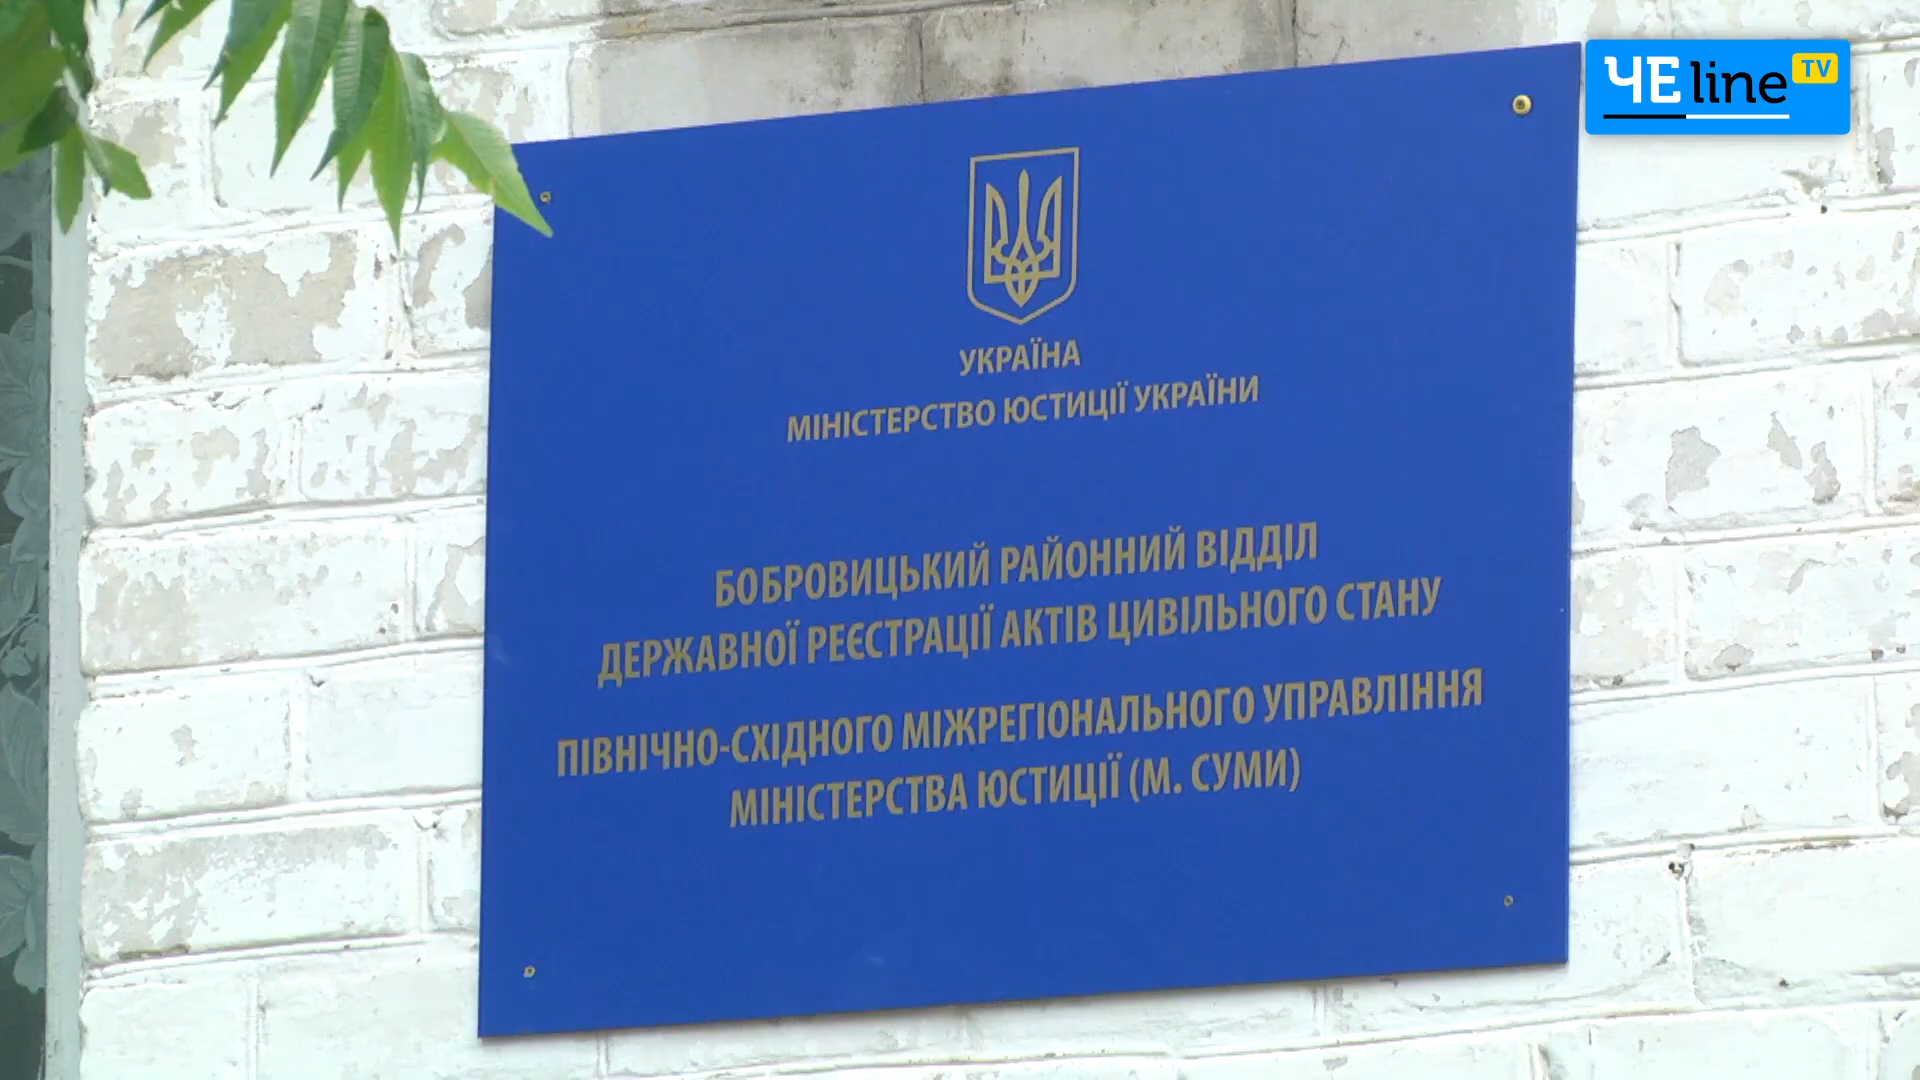 ЧЕline TV
УКРАЇНА
МІНІСТЕРСТВО ЮСТИЦІЇ УКРАЇНИ
БОБРОВИЦЬКИЙ РАЙОННИЙ ВІДДІЛ
ДЕРЖАВНОЇ РЕЄСТРАЦІЇ АКТІВ ЦИВІЛЬНОГО СТАНУ
ПІВНІЧНО-СХІДНОГО МІЖРЕГІОНАЛЬНОГО УПРАВЛІННЯ
МІНІСТЕРСТВА ЮСТИЦІЇ (М. СУМИ)